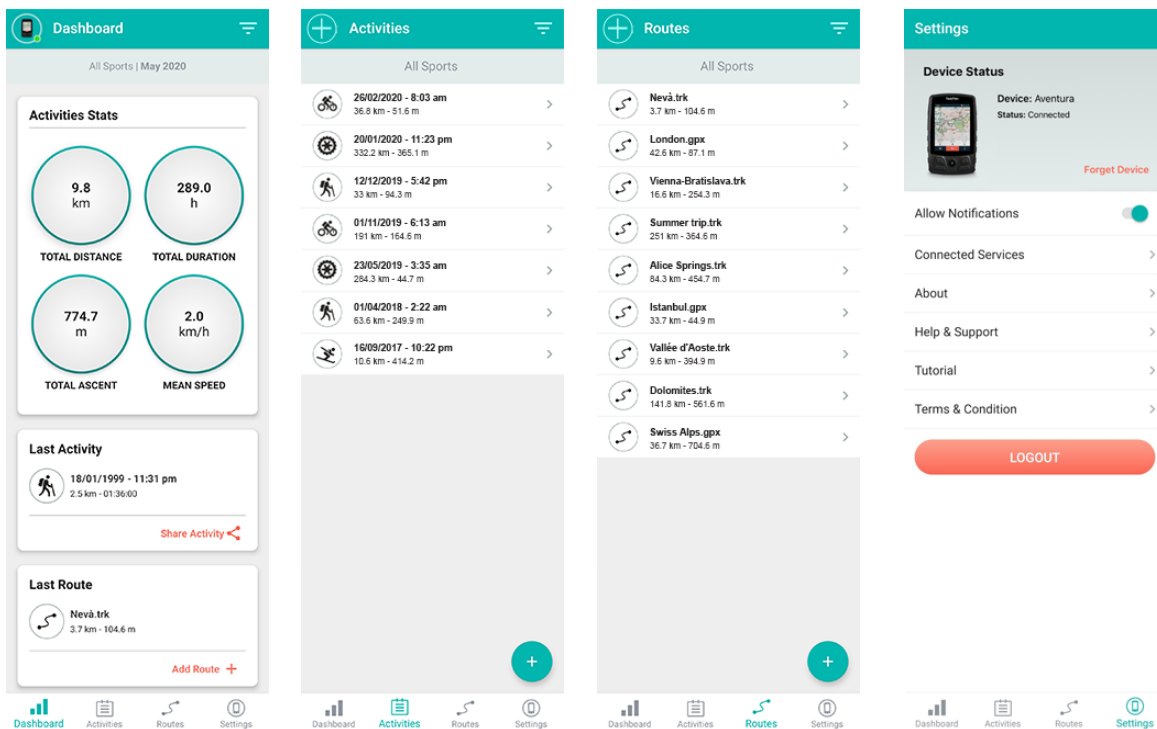 Dashboard
All Sports | May 2020
Activities Stats
9.8
km
TOTAL DISTANCE
289.0
h
TOTAL DURATION
774.7
m
TOTAL ASCENT
2.0
km/h
MEAN SPEED
Last Activity
18/01/1999 - 11:31 pm
2.5 km - 01:36:00
Share Activity
Last Route
Nevà.trk
3.7 km - 104.6 m
Add Route +
Dashboard
Activities
Routes
Settings
Activities
All Sports
26/02/2020 - 8:03 am
36.8 km - 51.6 m
20/01/2020 - 11:23 pm
332.2 km - 365.1 m
12/12/2019 - 5:42 pm
33 km - 94.3 m
01/11/2019 - 6:13 am
191 km - 164.6 m
23/05/2019 - 3:35 am
284.3 km - 44.7 m
01/04/2018 - 2:22 am
63.6 km - 249.9 m
16/09/2017 - 10:22 pm
10.6 km - 414.2 m
Dashboard
Activities
Routes
Settings
Routes
All Sports
Nevà.trk
3.7 km - 104.6 m
London.gpx
42.6 km - 87.1 m
Vienna-Bratislava.trk
16.6 km - 254.3 m
Summer trip.trk
251 km - 364.6 m
Alice Springs.trk
84.3 km - 454.7 m
Istanbul.gpx
33.7 km - 44.9 m
Vallée d'Aoste.trk
9.6 km - 394.9 m
Dolomites.trk
141.8 km - 561.6 m
Swiss Alps.gpx
36.7 km - 704.6 m
Dashboard
Activities
Routes
Settings
Settings
Device Status
Device: Aventura
Status: Connected
Forget Device
Allow Notifications
Connected Services
About
Help & Support
Tutorial
Terms & Condition
LOGOUT
Dashboard
Activities
Routes
Settings